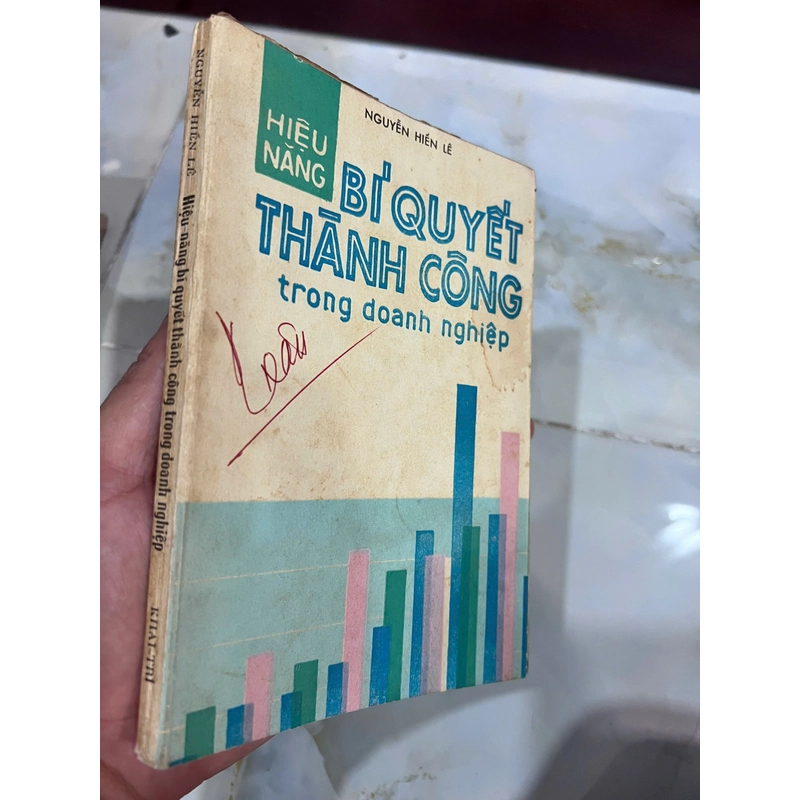 HIỆU
NĂNG
NGUYỄN HIẾN LÊ
BÍ QUYẾT
THÀNH CÔNG
trong doanh nghiệp
NGUYỄN HIẾN LÊ Hiệu-năng bí quyết thành công trong doanh nghiệp KHAI-TRÍ